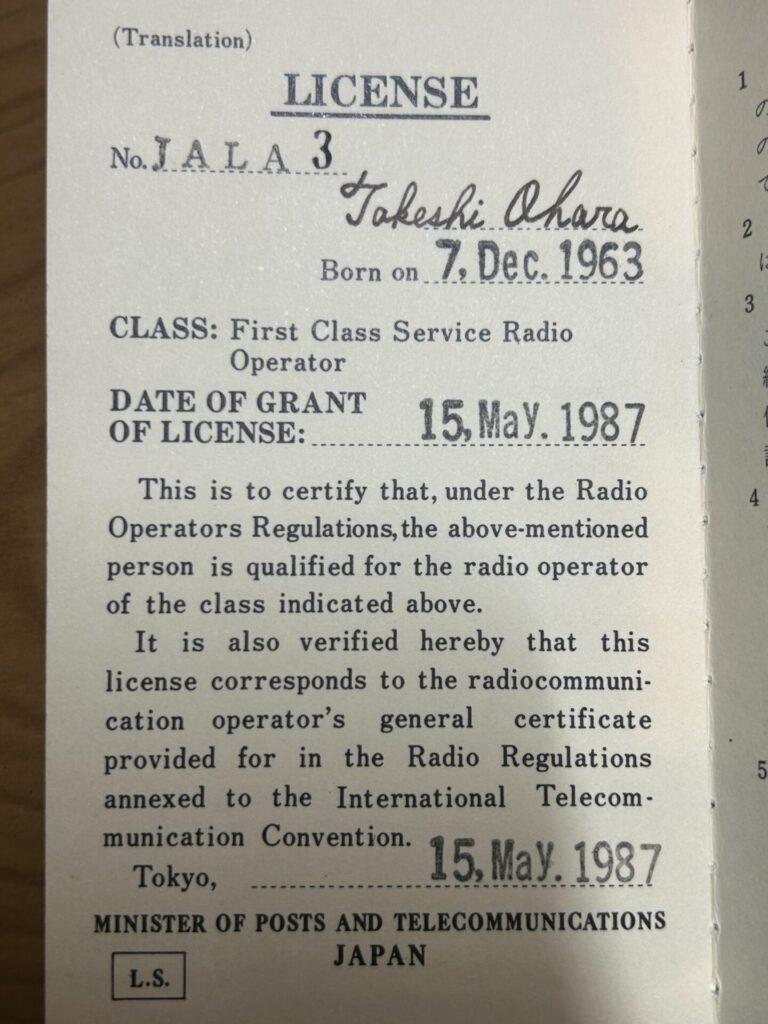 (Translation)
LICENSE
No. JALA 3
Takeshi Ohara
Born on 7, Dec. 1963
CLASS: First Class Service Radio
Operator
DATE OF GRANT
OF LICENSE: 15, MaY. 1987
This is to certify that, under the Radio
Operators Regulations, the above-mentioned
person is qualified for the radio operator
of the class indicated above.
It is also verified hereby that this
license corresponds to the radiocommuni-
cation operator's general certificate
provided for in the Radio Regulations
annexed to the International Telecom-
munication Convention.
Tokyo, 15, MaY. 1987
MINISTER OF POSTS AND TELECOMMUNICATIONS
JAPAN
L.S.
1
の
の
で
2
は
3
4
5